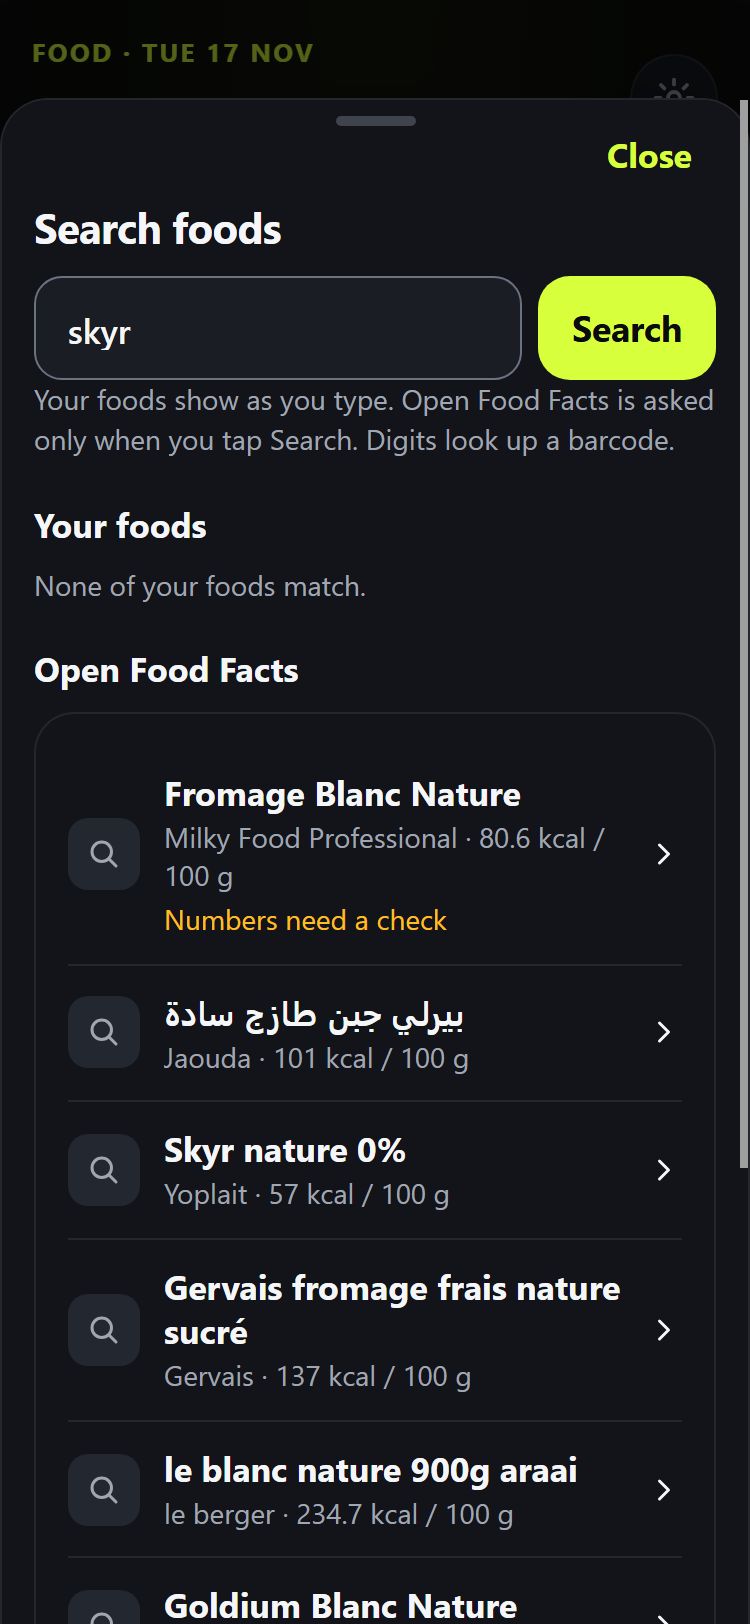 FOOD · TUE 17 NOV
Close
Search foods
skyr
Search
Your foods show as you type. Open Food Facts is asked
only when you tap Search. Digits look up a barcode.
Your foods
None of your foods match.
Open Food Facts
Fromage Blanc Nature
Milky Food Professional · 80.6 kcal /
100 g
Numbers need a check
بيرلي جبن طازج سادة
Jaouda · 101 kcal / 100 g
Skyr nature 0%
Yoplait · 57 kcal / 100 g
Gervais fromage frais nature
sucré
Gervais · 137 kcal / 100 g
le blanc nature 900g araai
le berger · 234.7 kcal / 100 g
Goldium Blanc Nature